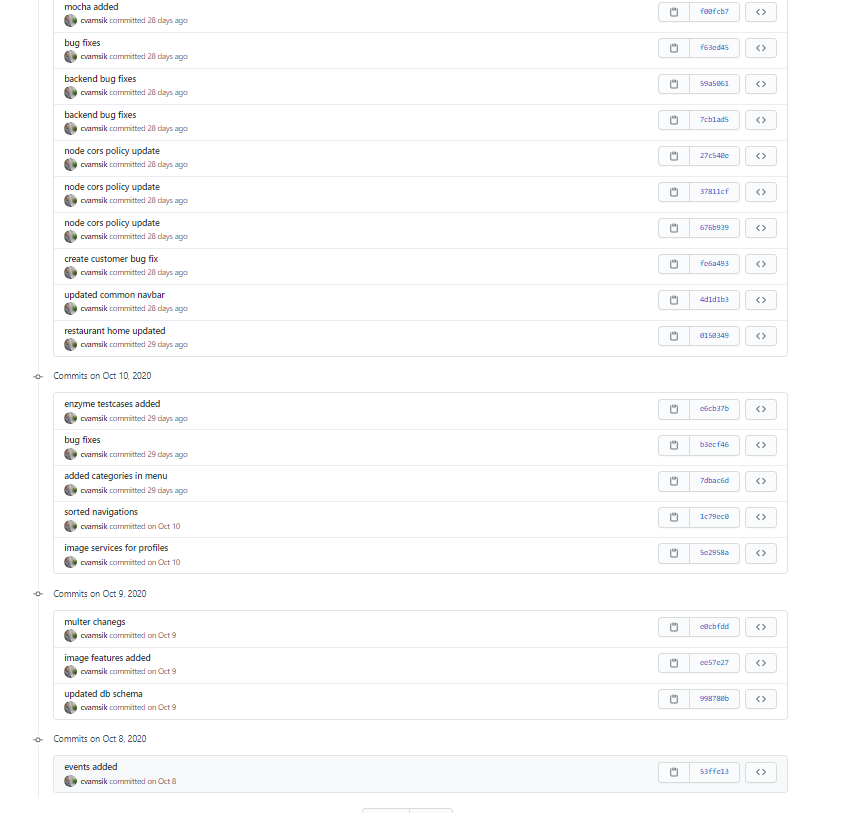 mocha added
f00fcb7
cvamsik committed 28 days ago
bug fixes
f63ed45
cvamsik committed 28 days ago
backend bug fixes
59a5061
cvamsik committed 28 days ago
backend bug fixes
7cb1ad5
cvamsik committed 28 days ago
node cors policy update
27c540e
cvamsik committed 28 days ago
node cors policy update
37811cf
cvamsik committed 28 days ago
node cors policy update
676b939
cvamsik committed 28 days ago
create customer bug fix
fe6a493
cvamsik committed 28 days ago
updated common navbar
4d1d1b3
cvamsik committed 28 days ago
restaurant home updated
0150349
cvamsik committed 29 days ago
Commits on Oct 10, 2020
enzyme testcases added
e6cb37b
cvamsik committed 29 days ago
bug fixes
b3ecf46
cvamsik committed 29 days ago
added categories in menu
7dbac6d
cvamsik committed 29 days ago
sorted navigations
1c79ec0
cvamsik committed on Oct 10
image services for profiles
5e2958a
cvamsik committed on Oct 10
Commits on Oct 9, 2020
multer chanegs
e0cbfdd
cvamsik committed on Oct 9
image features added
ee57e27
cvamsik committed on Oct 9
updated db schema
998780b
cvamsik committed on Oct 9
Commits on Oct 8, 2020
events added
53ffe13
cvamsik committed on Oct 8